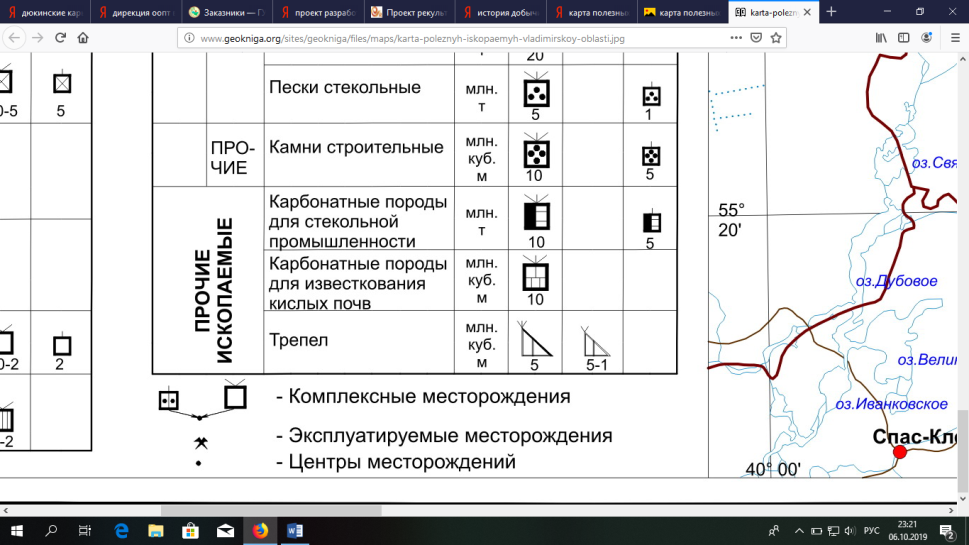 дюкинские кар
дирекция оопт
Заказники — Г
проект разрабо
Проект рекульт
история добыч
карта полезны
карта полезны
karta-polezn
www.geokniga.org/sites/geokniga/files/maps/karta-poleznyh-iskopaemyh-vladimirskoy-oblasti.jpg
20
Пески стекольные
млн.
т
5
1
0-5
5
ПРО-
ЧИЕ
Камни строительные
млн.
куб.
м
10
5
ПРОЧИЕ
ИСКОПАЕМЫЕ
Карбонатные породы
для стекольной
промышленности
млн.
т
10
5
Карбонатные породы
для известкования
кислых почв
млн.
куб.
м
10
Трепел
млн.
куб.
м
5
5-1
0-2
2
-2
- Комплексные месторождения
- Эксплуатируемые месторождения
- Центры месторождений
оз.Свя
55°
20'
оз.Дубовое
оз.Вели
оз.Иванковское
Спас-Кле
40° 00'
РУС
23:21
06.10.2019
2